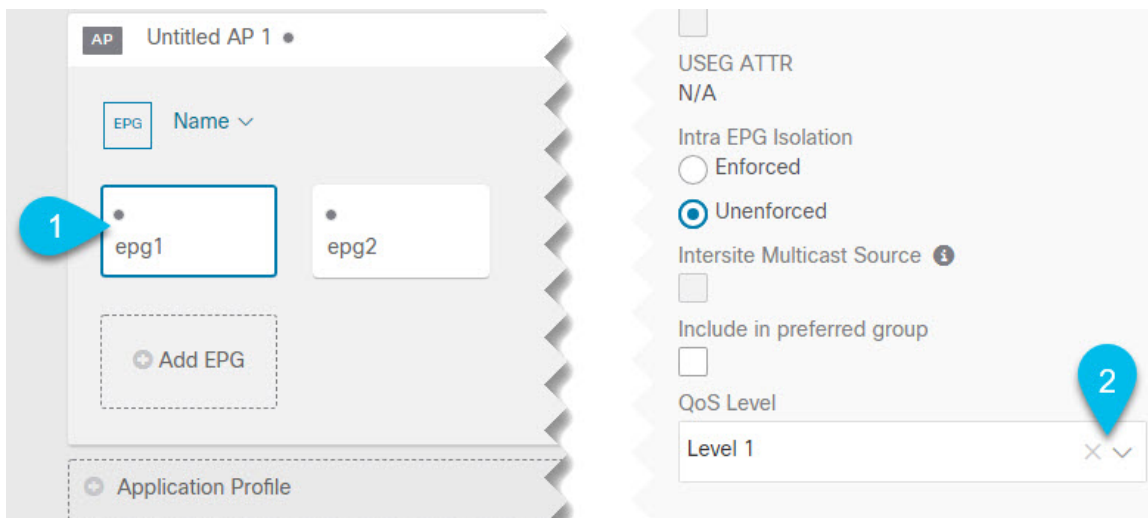 AP Untitled AP 1
EPG Name
1
epg1
epg2
Add EPG
Application Profile
USEG ATTR
N/A
Intra EPG Isolation
Enforced
Unenforced
Intersite Multicast Source
Include in preferred group
2
QoS Level
Level 1